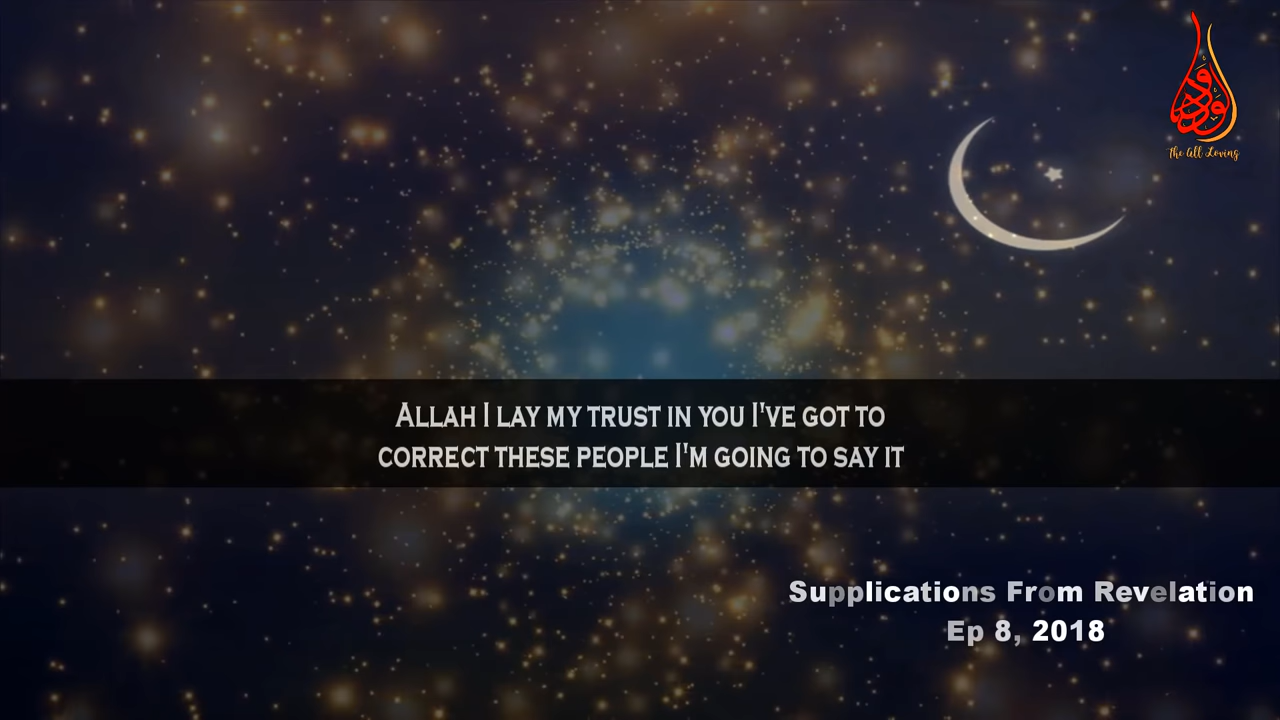 الودود
The All Loving
ALLAH I LAY MY TRUST IN YOU I'VE GOT TO
CORRECT THESE PEOPLE I'M GOING TO SAY IT
Supplications From Revelation
Ep 8, 2018